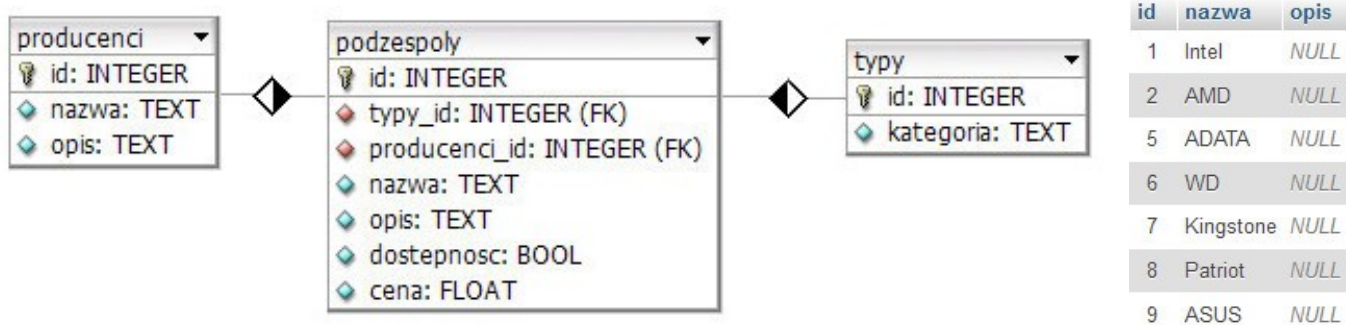 producenci
id: INTEGER
nazwa: TEXT
opis: TEXT
podzespoly
id: INTEGER
typy_id: INTEGER (FK)
producenci_id: INTEGER (FK)
nazwa: TEXT
opis: TEXT
dostepnosc: BOOL
cena: FLOAT
typy
id: INTEGER
kategoria: TEXT
id nazwa opis
1 Intel NULL
2 AMD NULL
5 ADATA NULL
6 WD NULL
7 Kingstone NULL
8 Patriot NULL
9 ASUS NULL